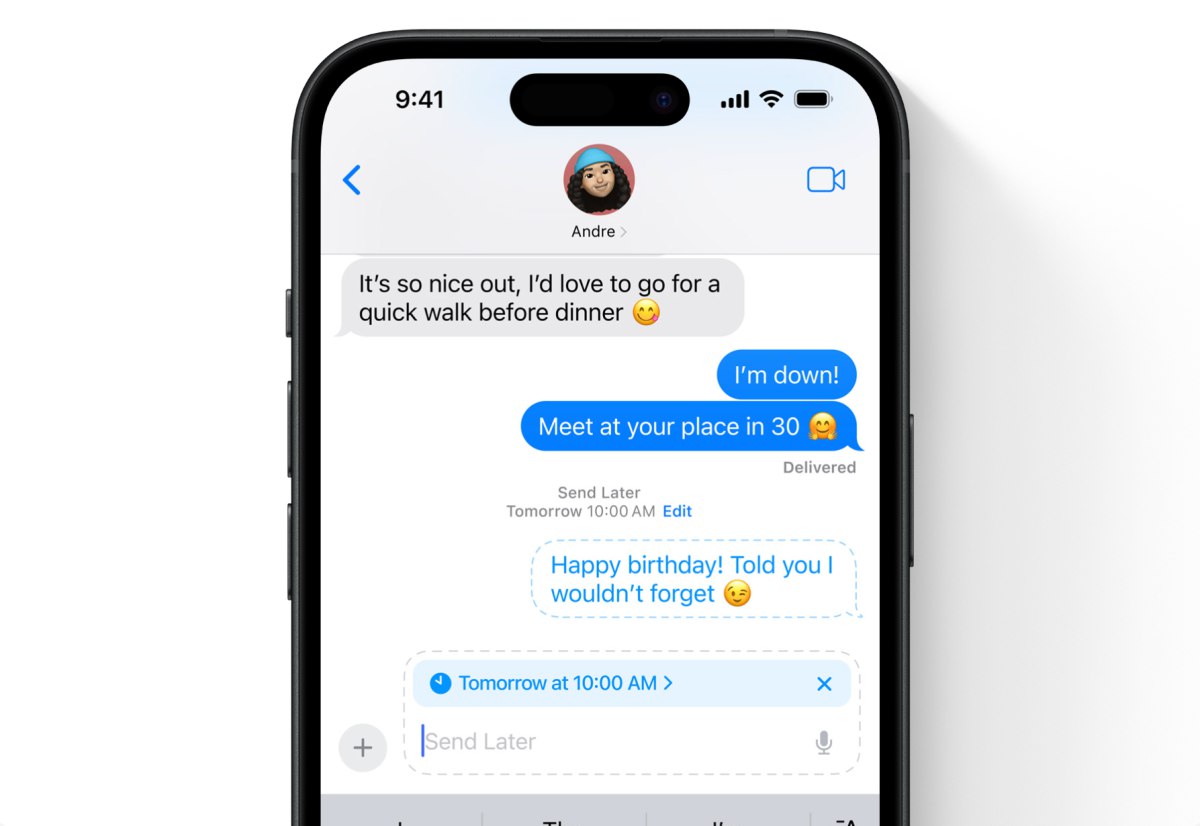 9:41
Andre
It’s so nice out, I’d love to go for a
quick walk before dinner 😋
I’m down!
Meet at your place in 30 🤗
Delivered
Send Later
Tomorrow 10:00 AM Edit
Happy birthday! Told you I
wouldn’t forget 😉
Tomorrow at 10:00 AM
Send Later